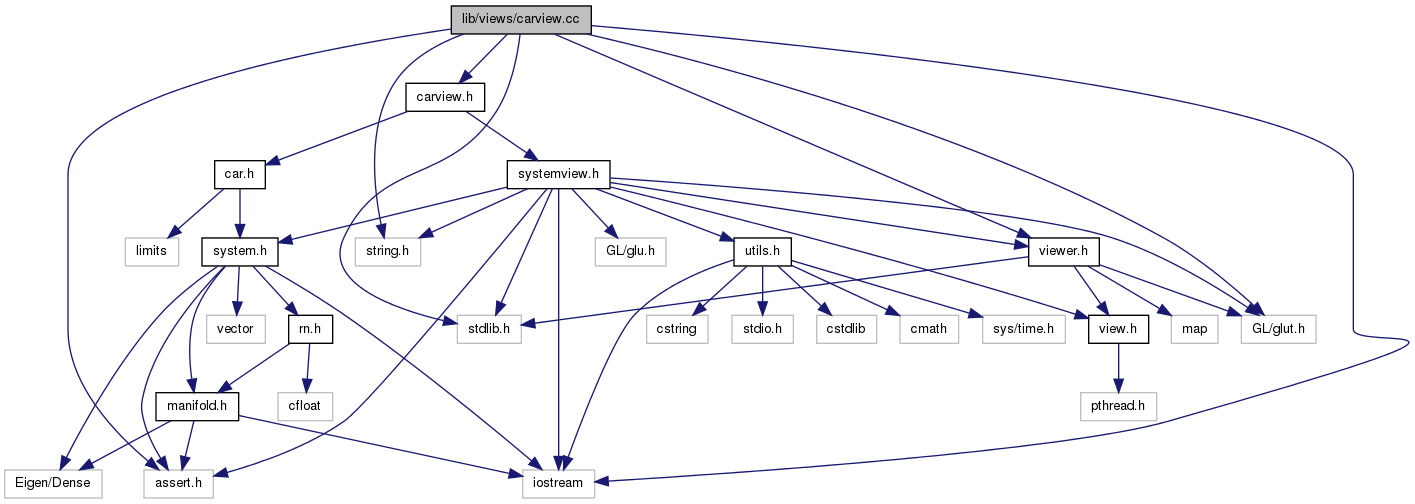 lib/views/carview.cc
carview.h
car.h
systemview.h
limits
system.h
string.h
GL/glu.h
utils.h
viewer.h
vector
rn.h
stdlib.h
cstring
stdio.h
cstdlib
cmath
sys/time.h
view.h
map
GL/glut.h
manifold.h
cfloat
pthread.h
Eigen/Dense
assert.h
iostream